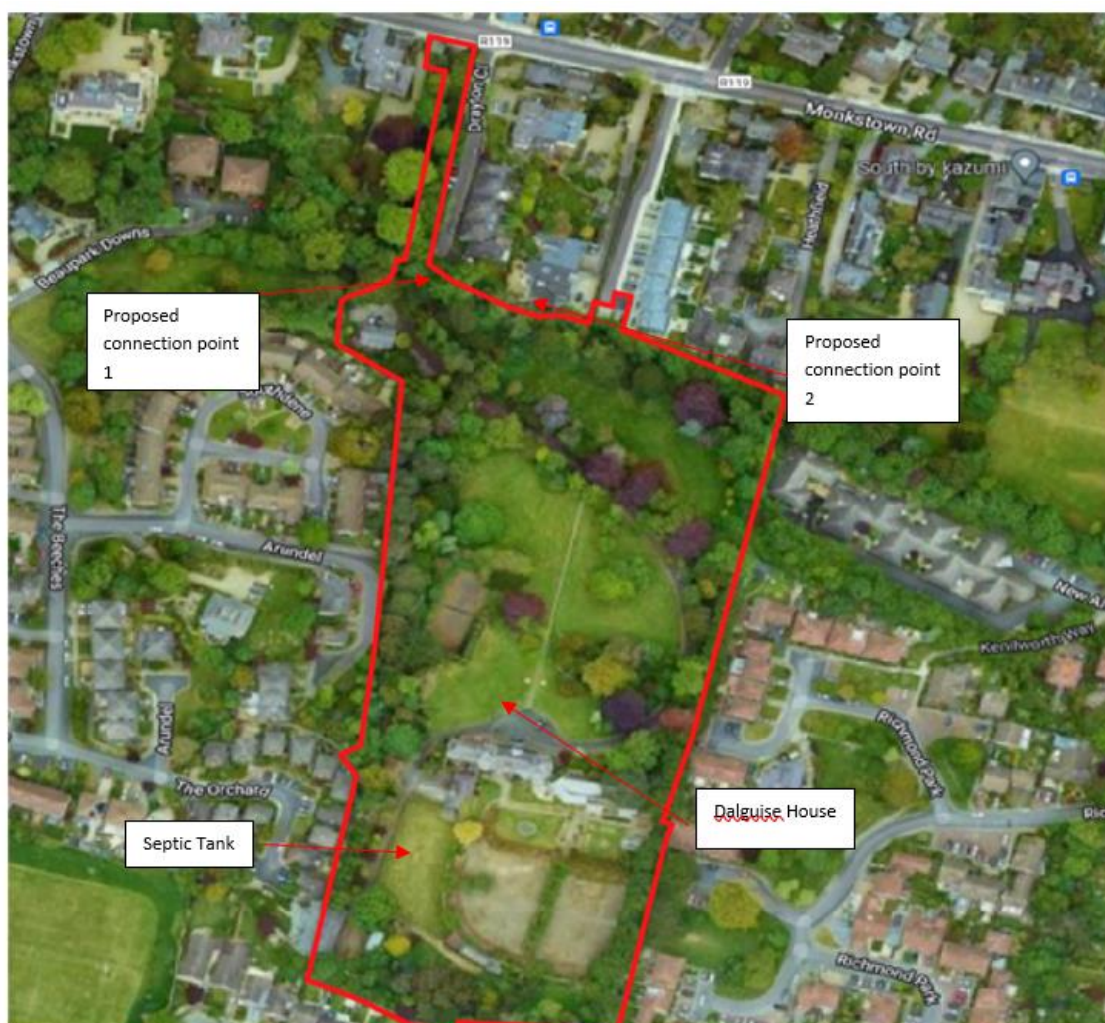 R119
Drayton Cl
R119
Monkstown Rd
South by kazumi
Heathfield
Beaupark Downs
Proposed
connection point
1
Proposed
connection point
2
The Beeches
Arundel
Kenilworth Way
Arundel
Richmond Park
The Orchard
Septic Tank
Dalguise House
Richmond Park